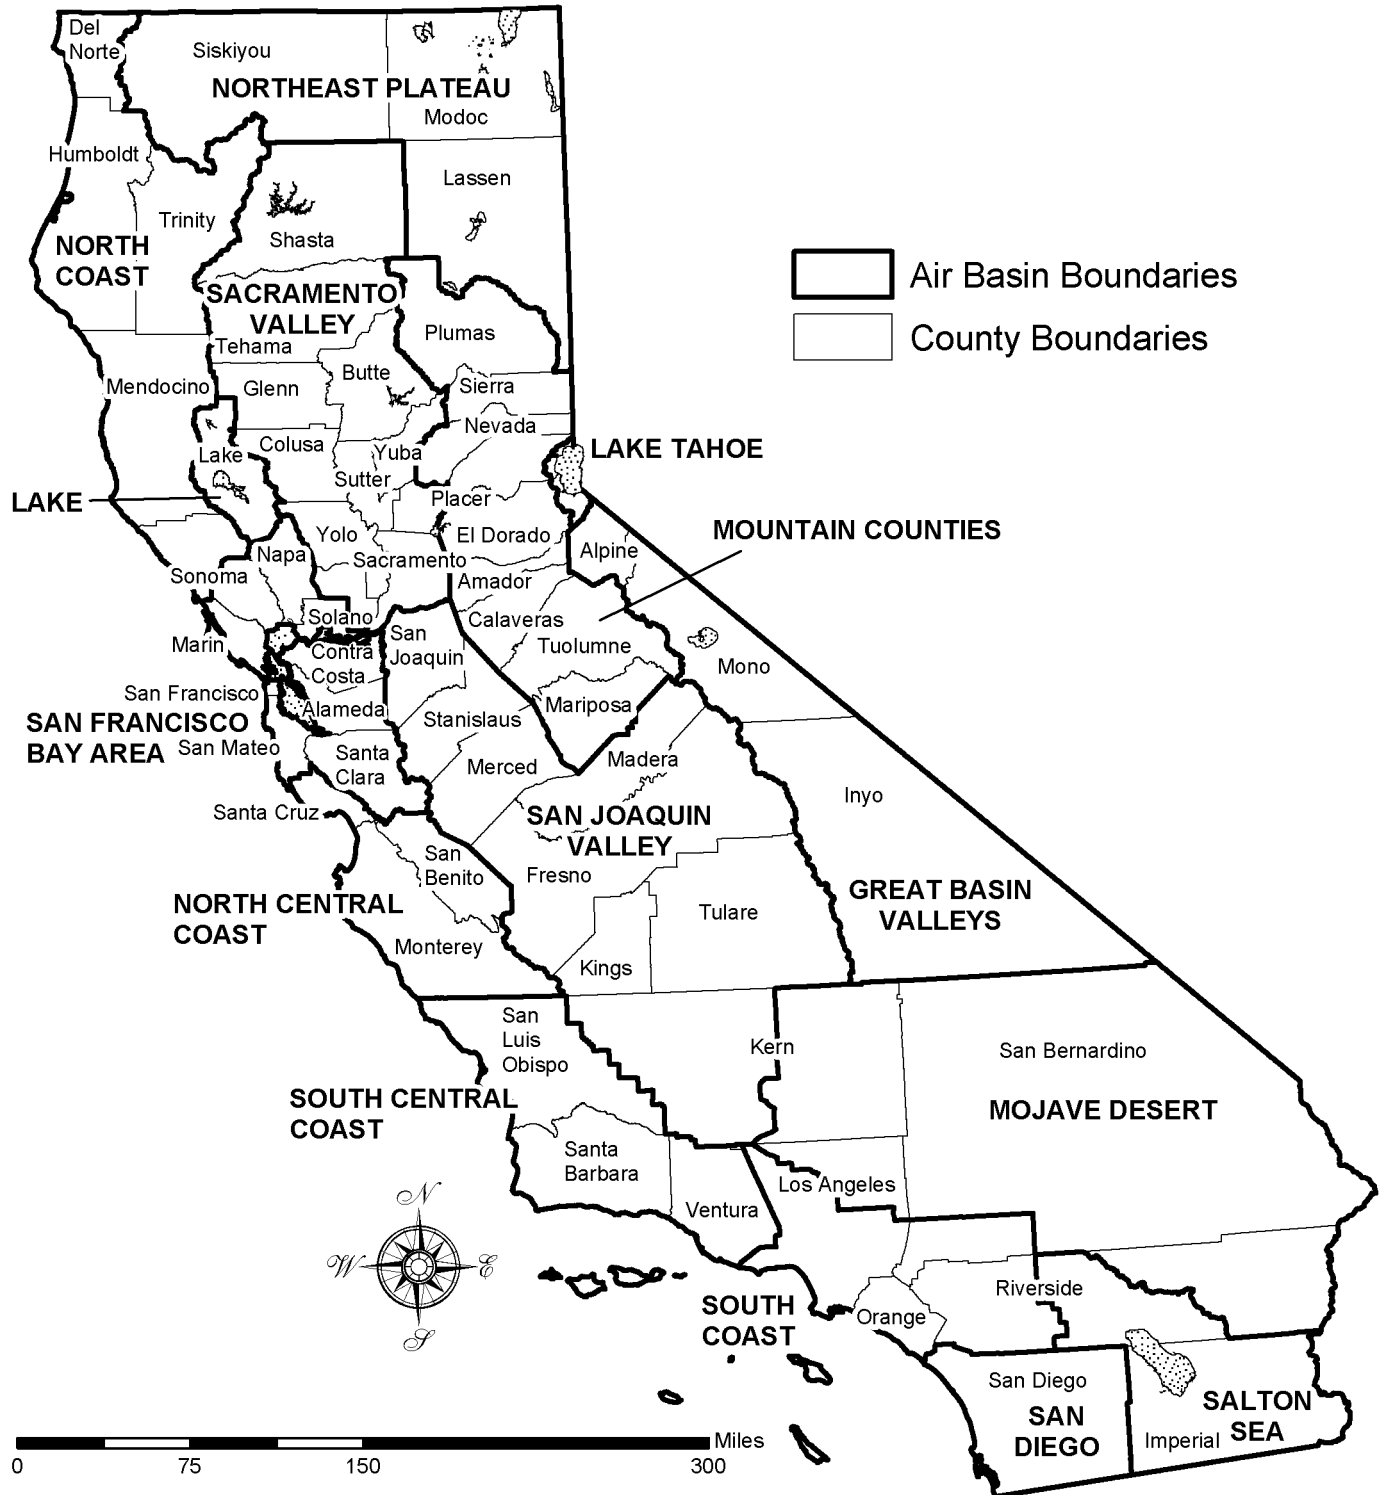 Del
Norte
Siskiyou
NORTHEAST PLATEAU
Modoc
Humboldt
Lassen
Trinity
Shasta
NORTH
COAST
Air Basin Boundaries
SACRAMENTO
VALLEY
County Boundaries
Plumas
Tehama
Butte
Mendocino
Glenn
Sierra
Nevada
Colusa
Yuba
LAKE TAHOE
Lake
Sutter
LAKE
Placer
Yolo
El Dorado
MOUNTAIN COUNTIES
Napa
Sacramento
Alpine
Sonoma
Amador
Solano
Calaveras
San
Joaquin
Marin
Contra
Costa
Tuolumne
Mono
San Francisco
Alameda
Mariposa
SAN FRANCISCO
BAY AREA
Stanislaus
San Mateo
Santa
Clara
Merced
Madera
Inyo
Santa Cruz
SAN JOAQUIN
VALLEY
San
Benito
Fresno
GREAT BASIN
VALLEYS
NORTH CENTRAL
COAST
Tulare
Monterey
Kings
San
Luis
Obispo
Kern
San Bernardino
SOUTH CENTRAL
COAST
MOJAVE DESERT
Santa
Barbara
Los Angeles
Ventura
N
W
E
S
Riverside
SOUTH
COAST
Orange
San Diego
SAN
DIEGO
SALTON
SEA
Imperial
Miles
0 75 150 300